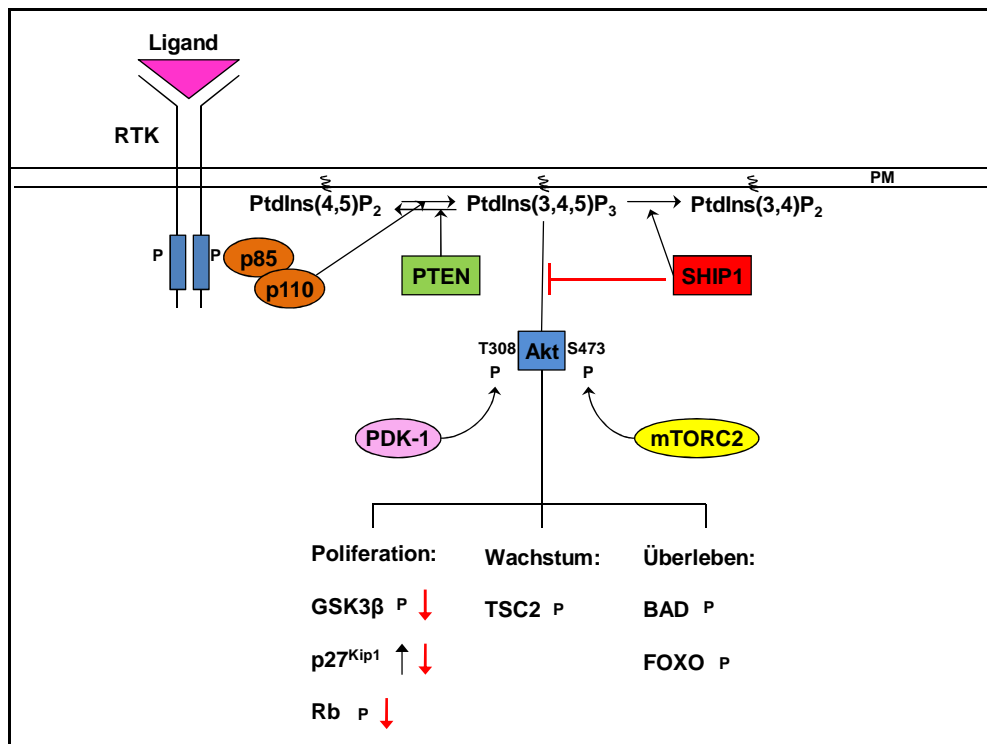 Ligand
RTK
PM
PtdIns(4,5)P₂ PtdIns(3,4,5)P₃ PtdIns(3,4)P₂
P P p85
p110
PTEN SHIP1
T308 Akt S473
P P
PDK-1 mTORC2
Poliferation: Wachstum: Überleben:
GSK3β P TSC2 P BAD P
p27ᴷⁱᵖ¹ FOXO P
Rb P